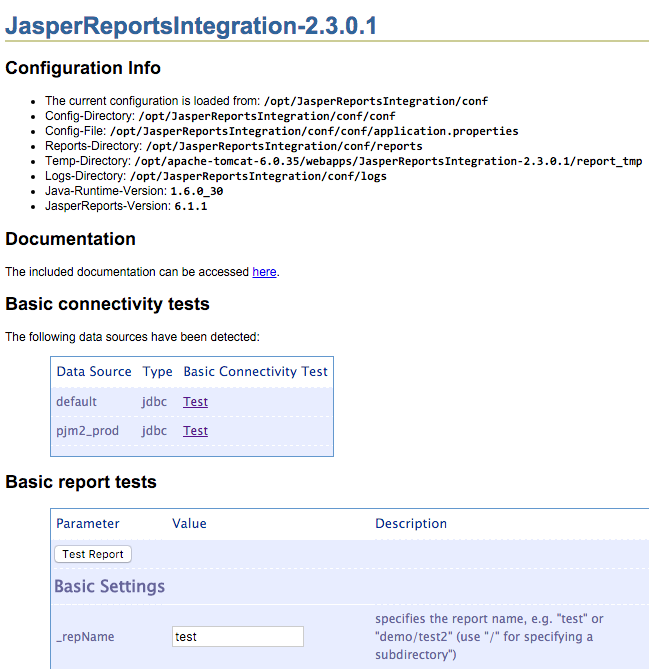 JasperReportsIntegration-2.3.0.1
Configuration Info
The current configuration is loaded from: /opt/JasperReportsIntegration/conf
Config-Directory: /opt/JasperReportsIntegration/conf/conf
Config-File: /opt/JasperReportsIntegration/conf/conf/application.properties
Reports-Directory: /opt/JasperReportsIntegration/conf/reports
Temp-Directory: /opt/apache-tomcat-6.0.35/webapps/JasperReportsIntegration-2.3.0.1/report_tmp
Logs-Directory: /opt/JasperReportsIntegration/conf/logs
Java-Runtime-Version: 1.6.0_30
JasperReports-Version: 6.1.1
Documentation
The included documentation can be accessed here.
Basic connectivity tests
The following data sources have been detected:
Data Source Type Basic Connectivity Test
default jdbc Test
pjm2_prod jdbc Test
Basic report tests
Parameter Value Description
Test Report
Basic Settings
_repName test specifies the report name, e.g. "test" or
"demo/test2" (use "/" for specifying a
subdirectory")